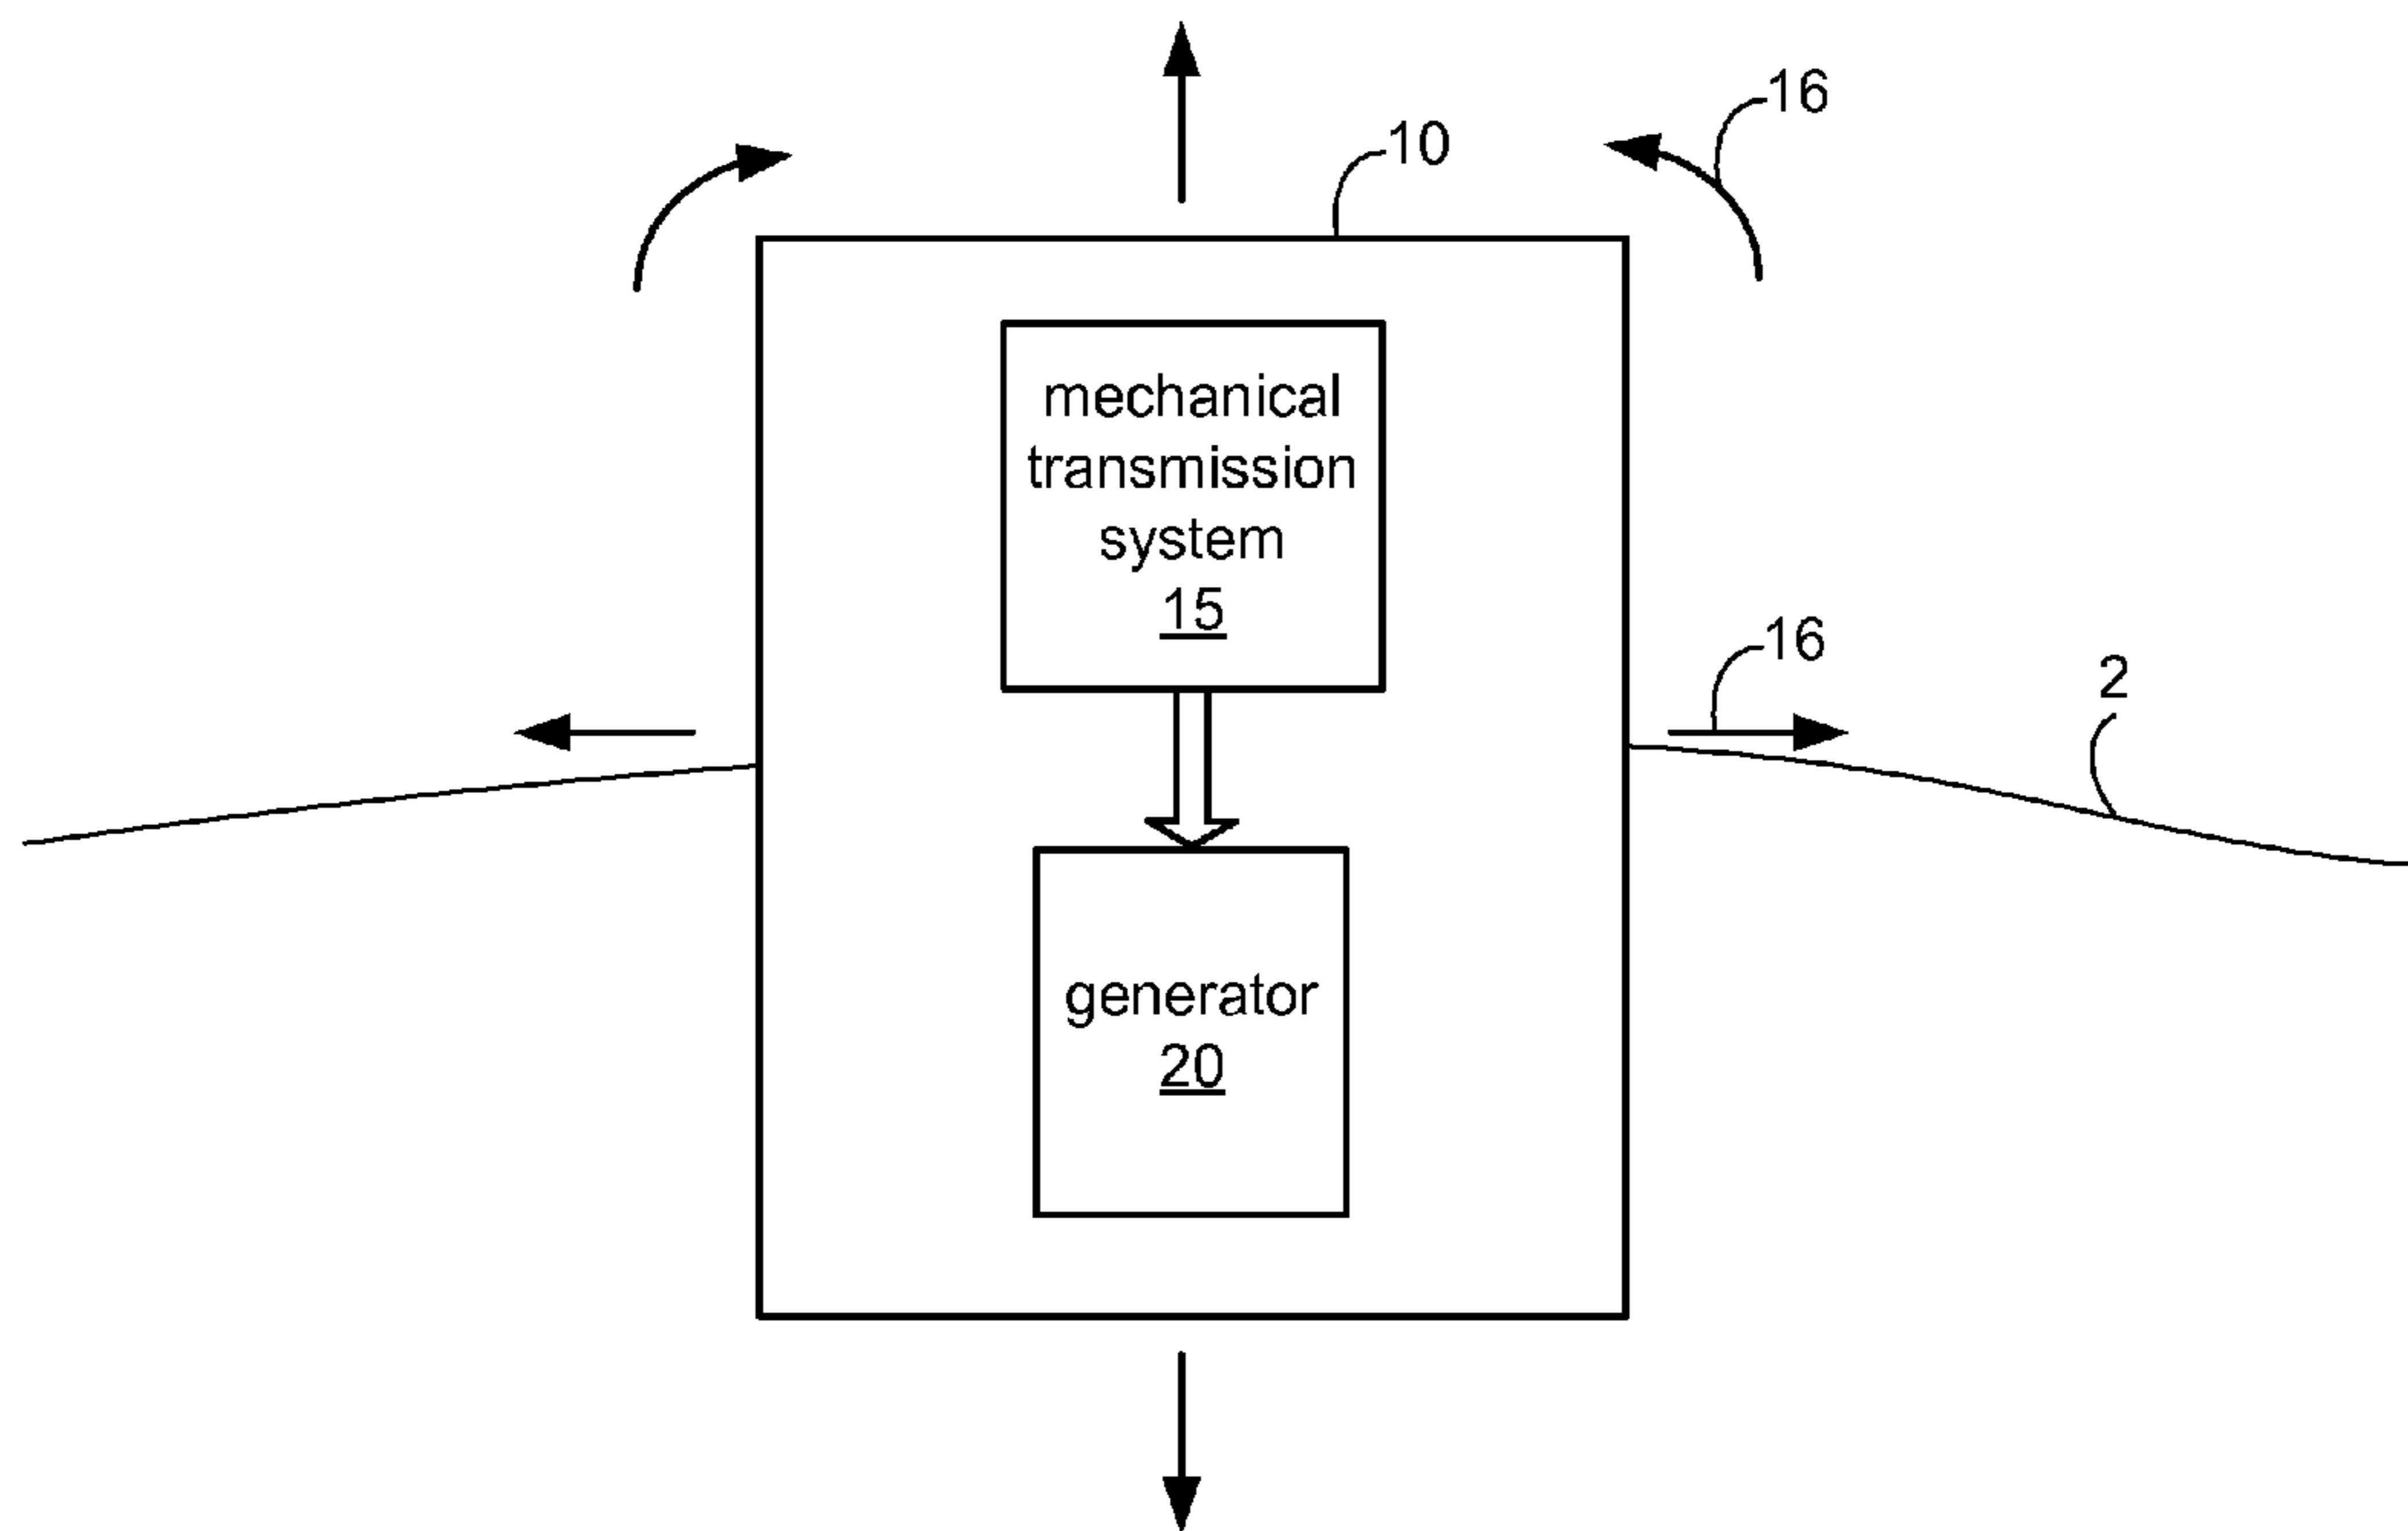 16
10
mechanical
transmission
system
15
16
2
generator
20